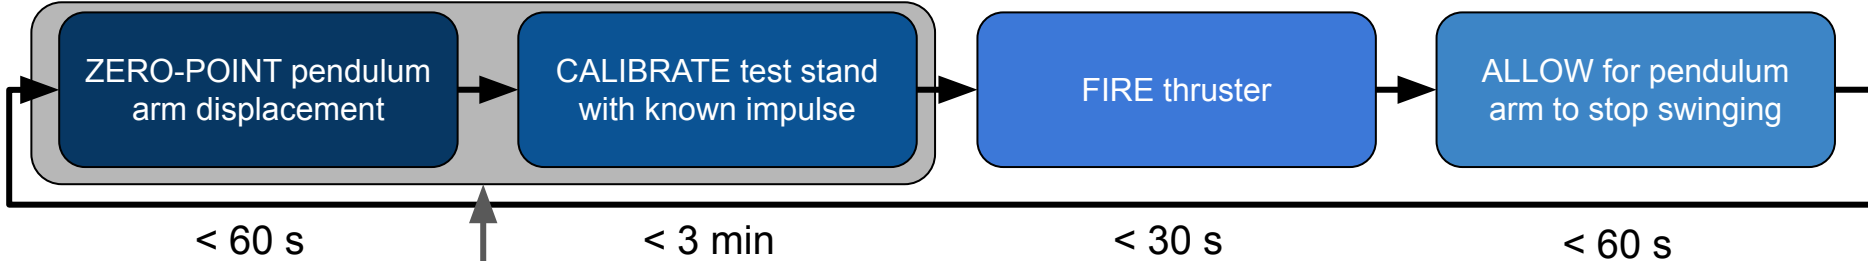 ZERO-POINT pendulum
arm displacement
CALIBRATE test stand
with known impulse
FIRE thruster
ALLOW for pendulum
arm to stop swinging
< 60 s
< 3 min
< 30 s
< 60 s